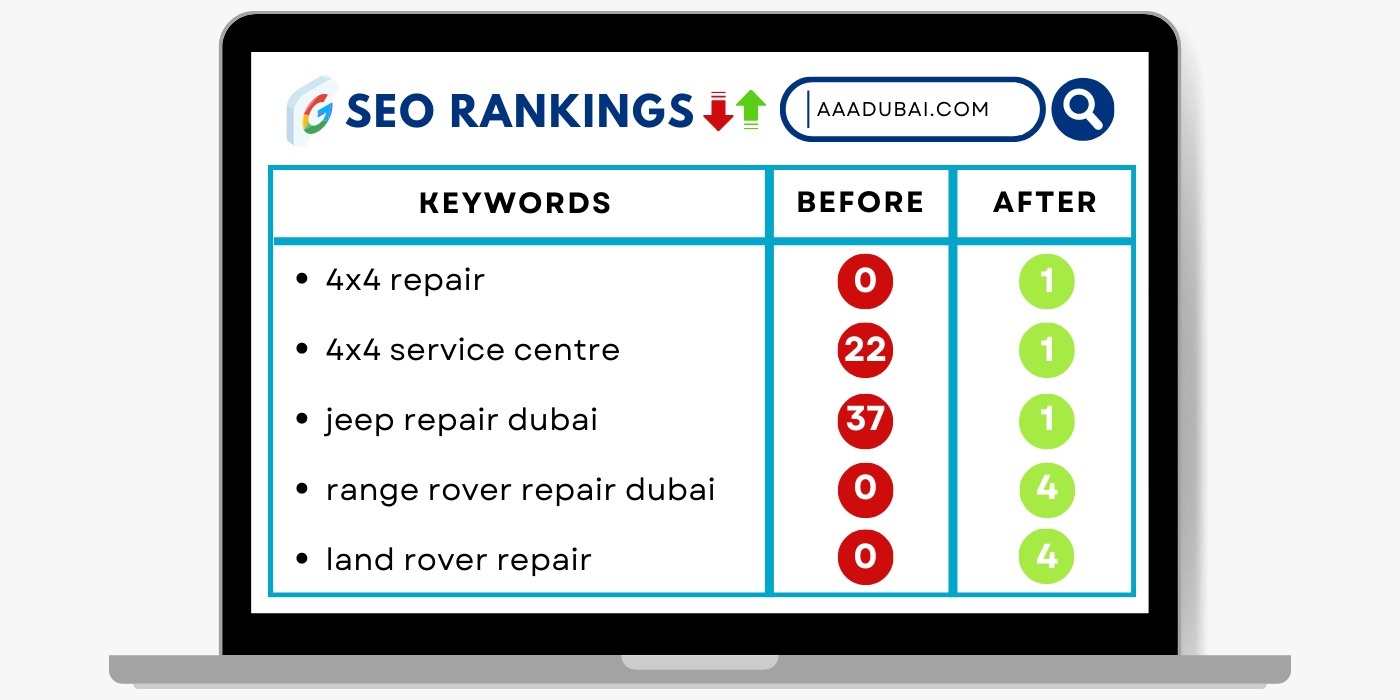 SEO RANKINGS AAADUBAI.COM
KEYWORDS BEFORE AFTER
• 4x4 repair 0 1
• 4x4 service centre 22 1
• jeep repair dubai 37 1
• range rover repair dubai 0 4
• land rover repair 0 4